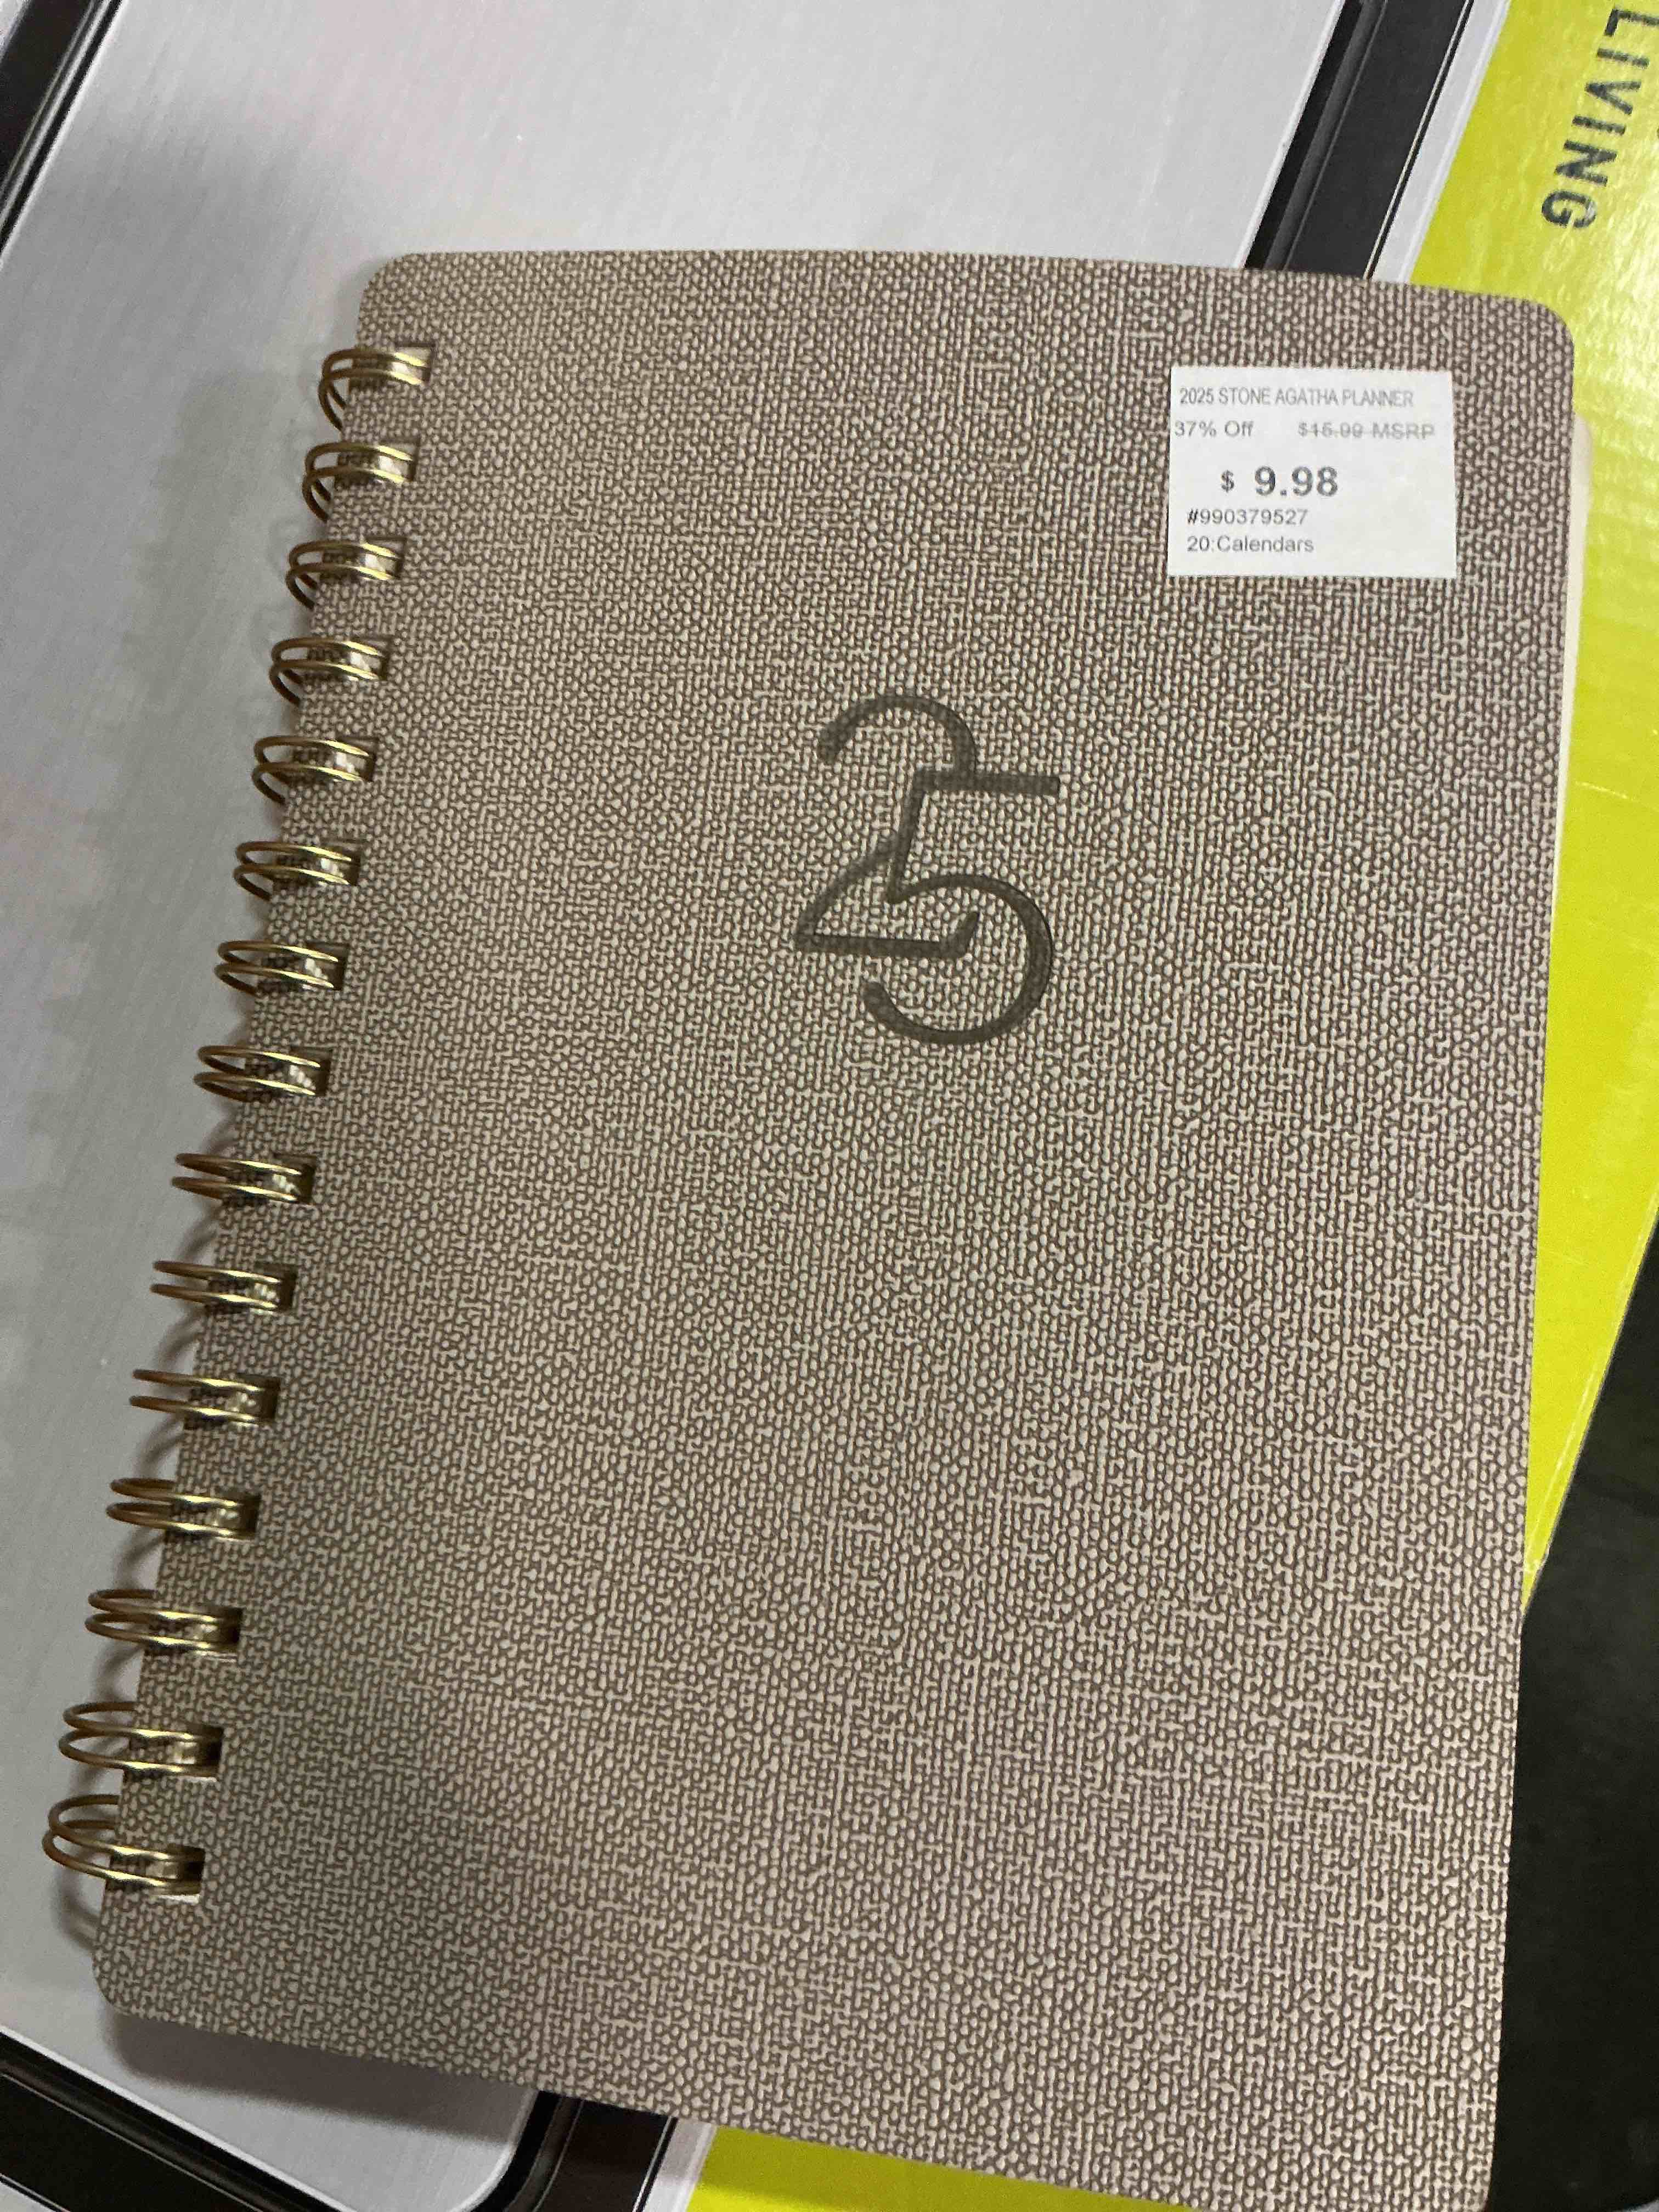 LIVING
2025 STONE AGATHA PLANNER
37% Off $15.99 MSRP
$ 9.98
#990379527
20:Calendars
25